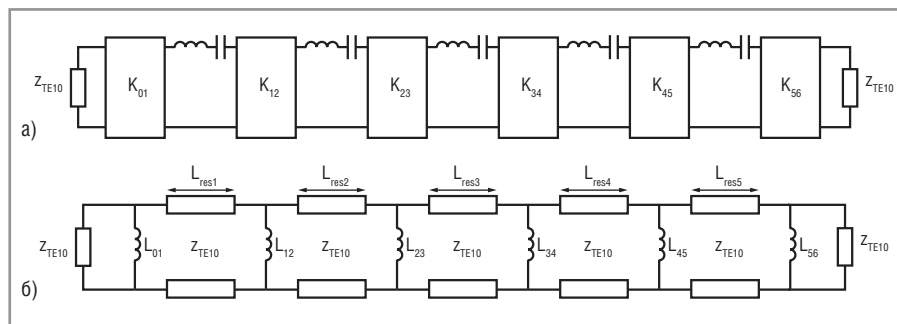 Z_TE10 K_01 K_12 K_23 K_34 K_45 K_56 Z_TE10
а)
L_res1 L_res2 L_res3 L_res4 L_res5
Z_TE10 L_01 Z_TE10 L_12 Z_TE10 L_23 Z_TE10 L_34 Z_TE10 L_45 Z_TE10 L_56 Z_TE10
б)